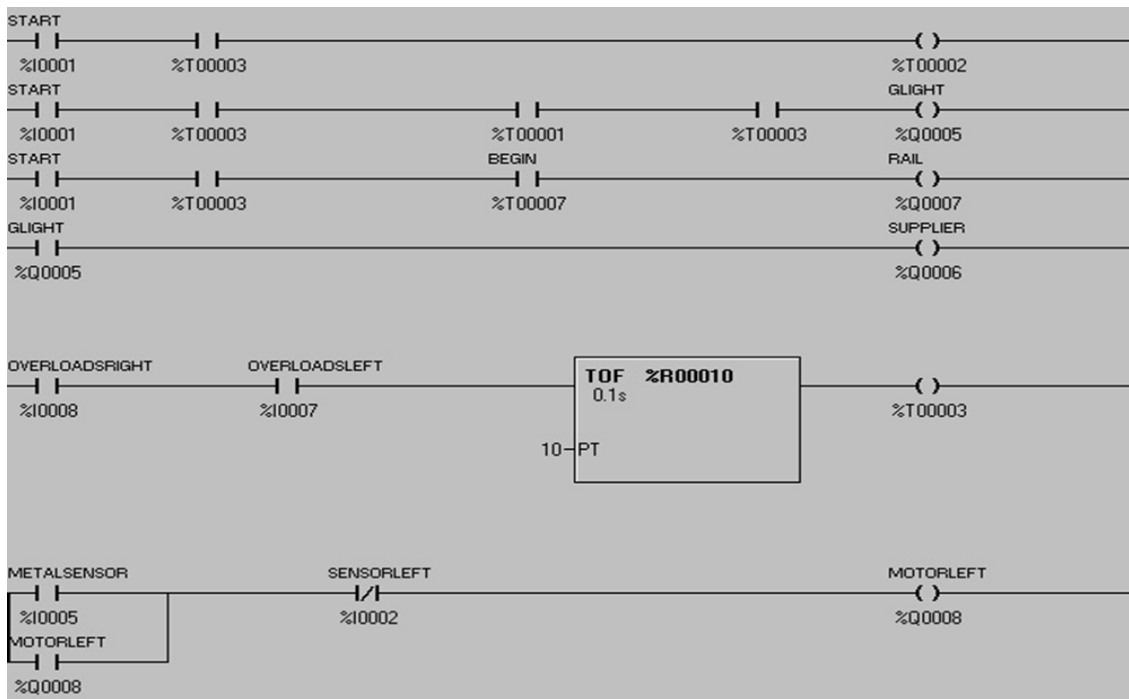 START
%I0001 %T00003 %T00002
START GLIGHT
%I0001 %T00003 %T00001 %T00003 %Q0005
START BEGIN RAIL
%I0001 %T00003 %T00007 %Q0007
GLIGHT SUPPLIER
%Q0005 %Q0006
OVERLOADSRIGHT OVERLOADSLEFT
TOF %R00010
0.1s
%I0008 %I0007 %T00003
10 PT
METALSENSOR SENSORLEFT MOTORLEFT
%I0005 %I0002 %Q0008
MOTORLEFT
%Q0008